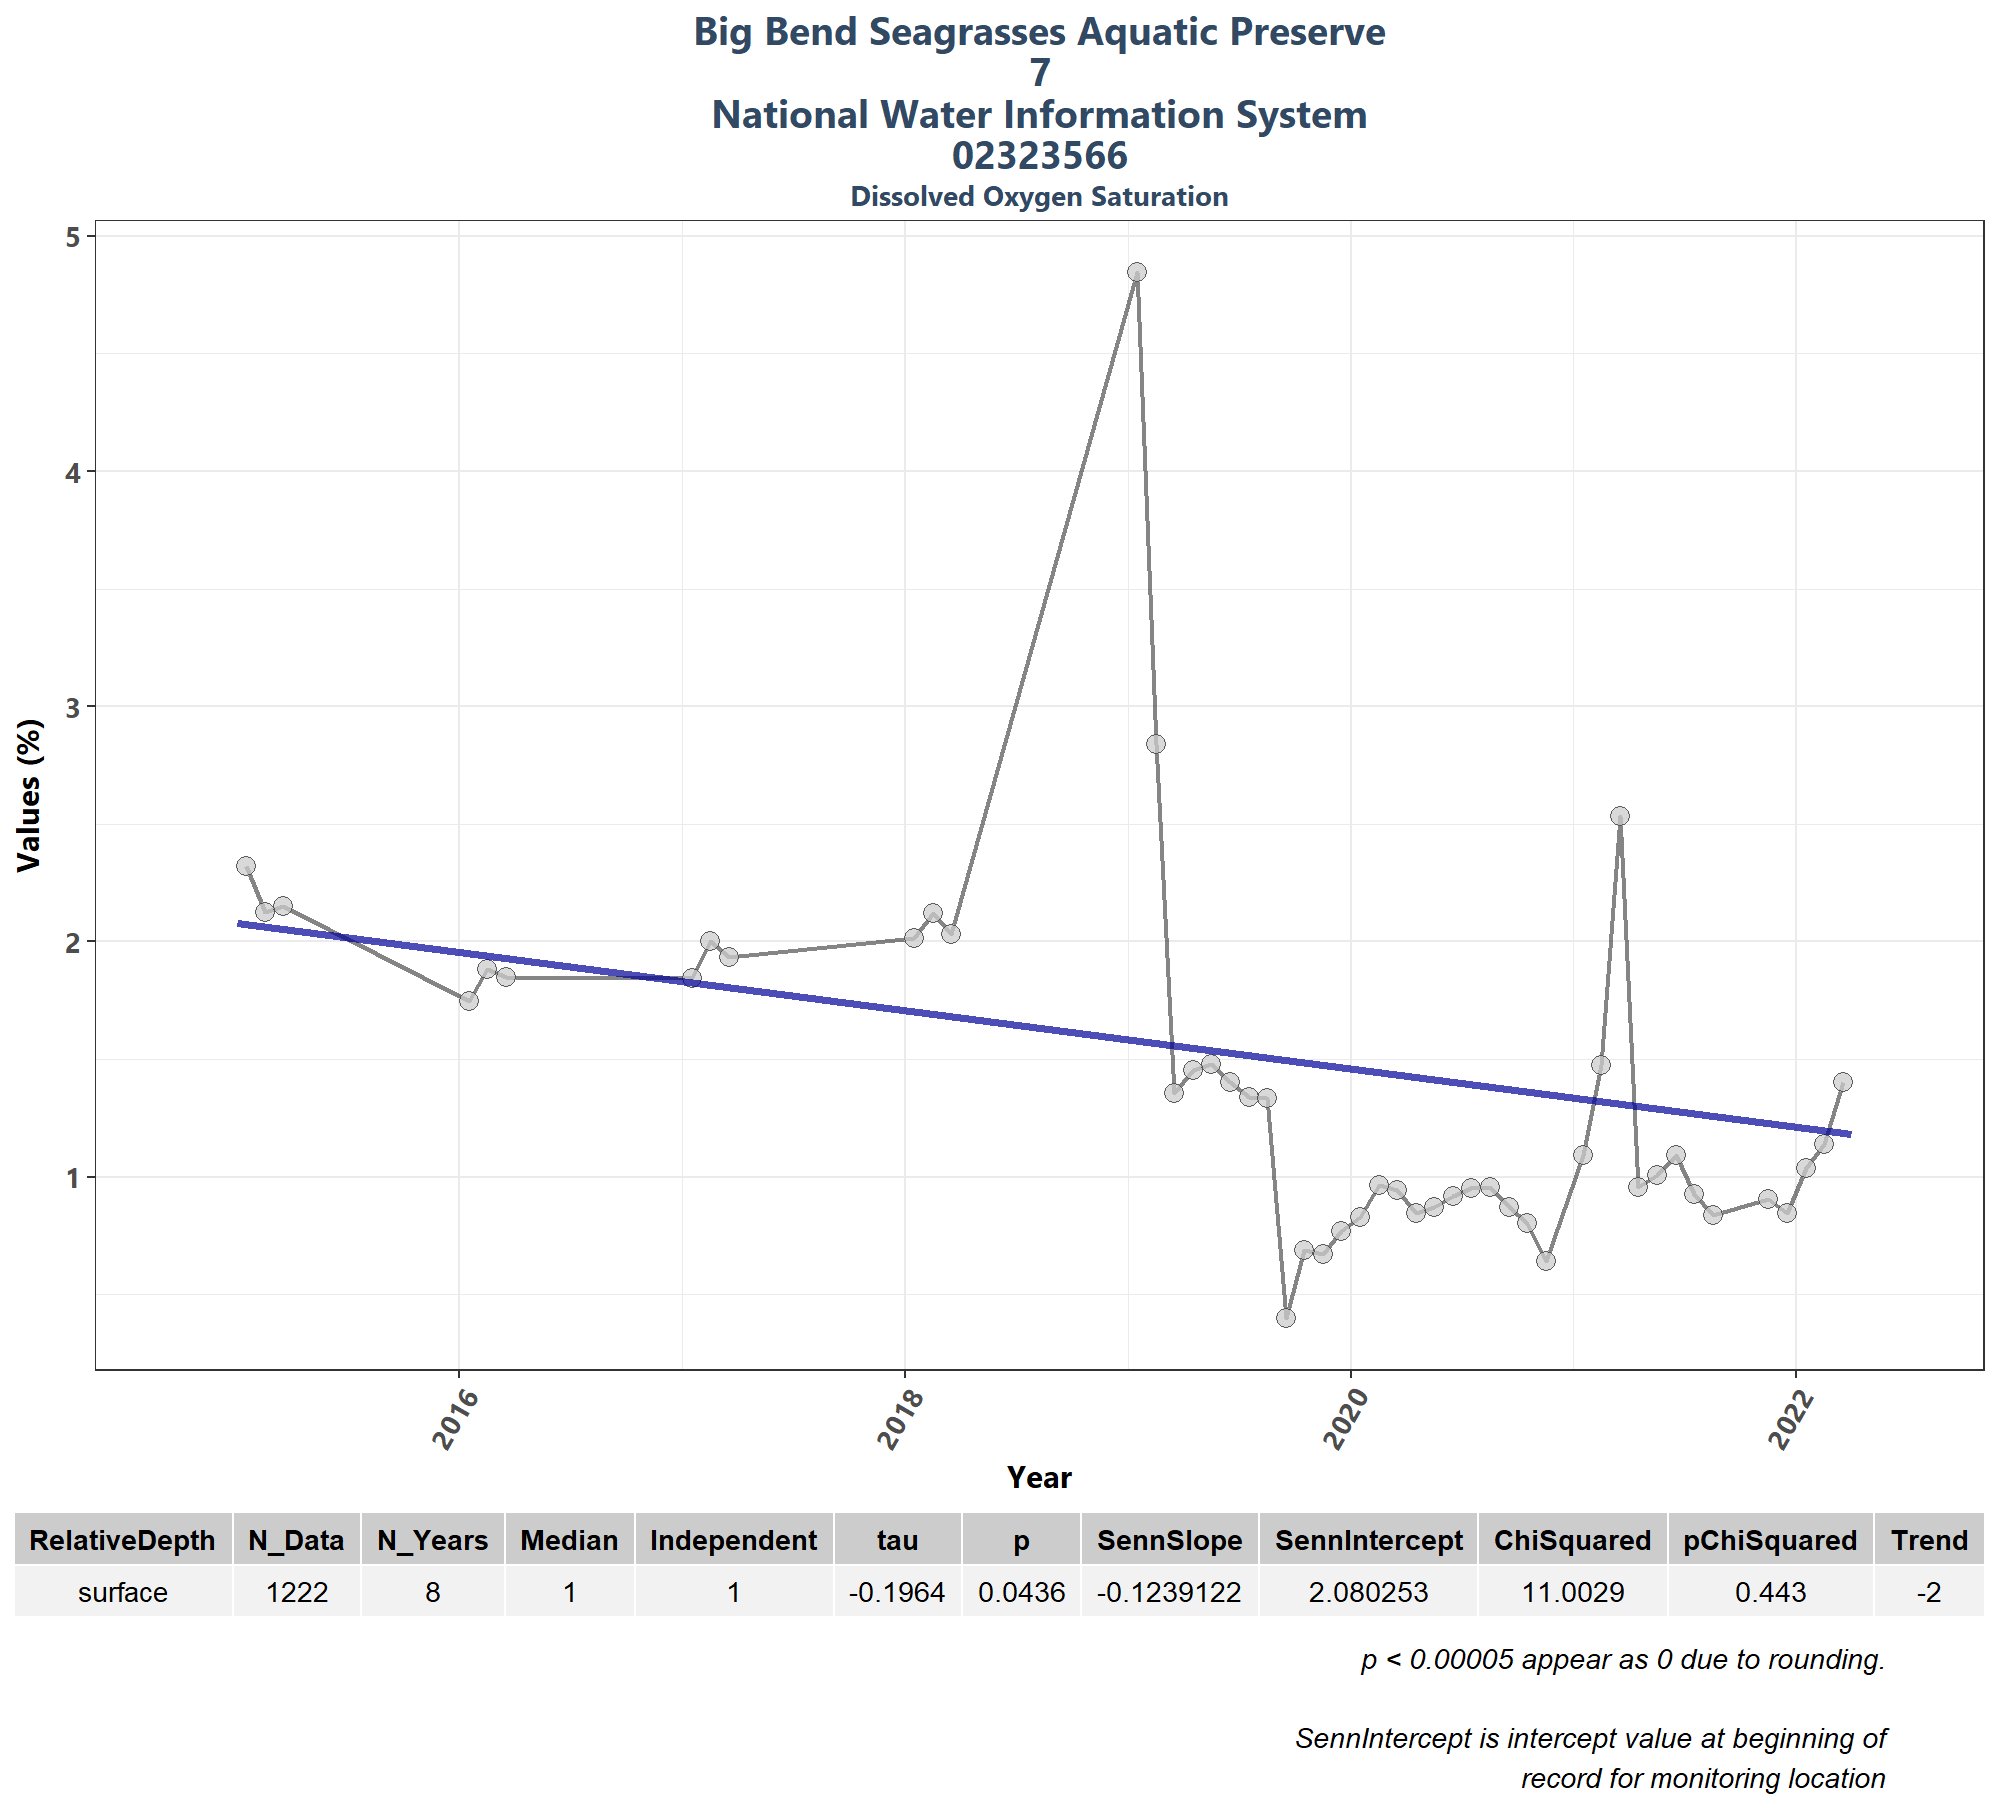 Big Bend Seagrasses Aquatic Preserve
7
National Water Information System
02323566
Dissolved Oxygen Saturation
5
4
3
2
1
Values (%)
2016
2018
2020
2022
Year
RelativeDepth N_Data N_Years Median Independent tau p SennSlope SennIntercept ChiSquared pChiSquared Trend
surface 1222 8 1 1 -0.1964 0.0436 -0.1239122 2.080253 11.0029 0.443 -2
p < 0.00005 appear as 0 due to rounding.
SennIntercept is intercept value at beginning of
record for monitoring location